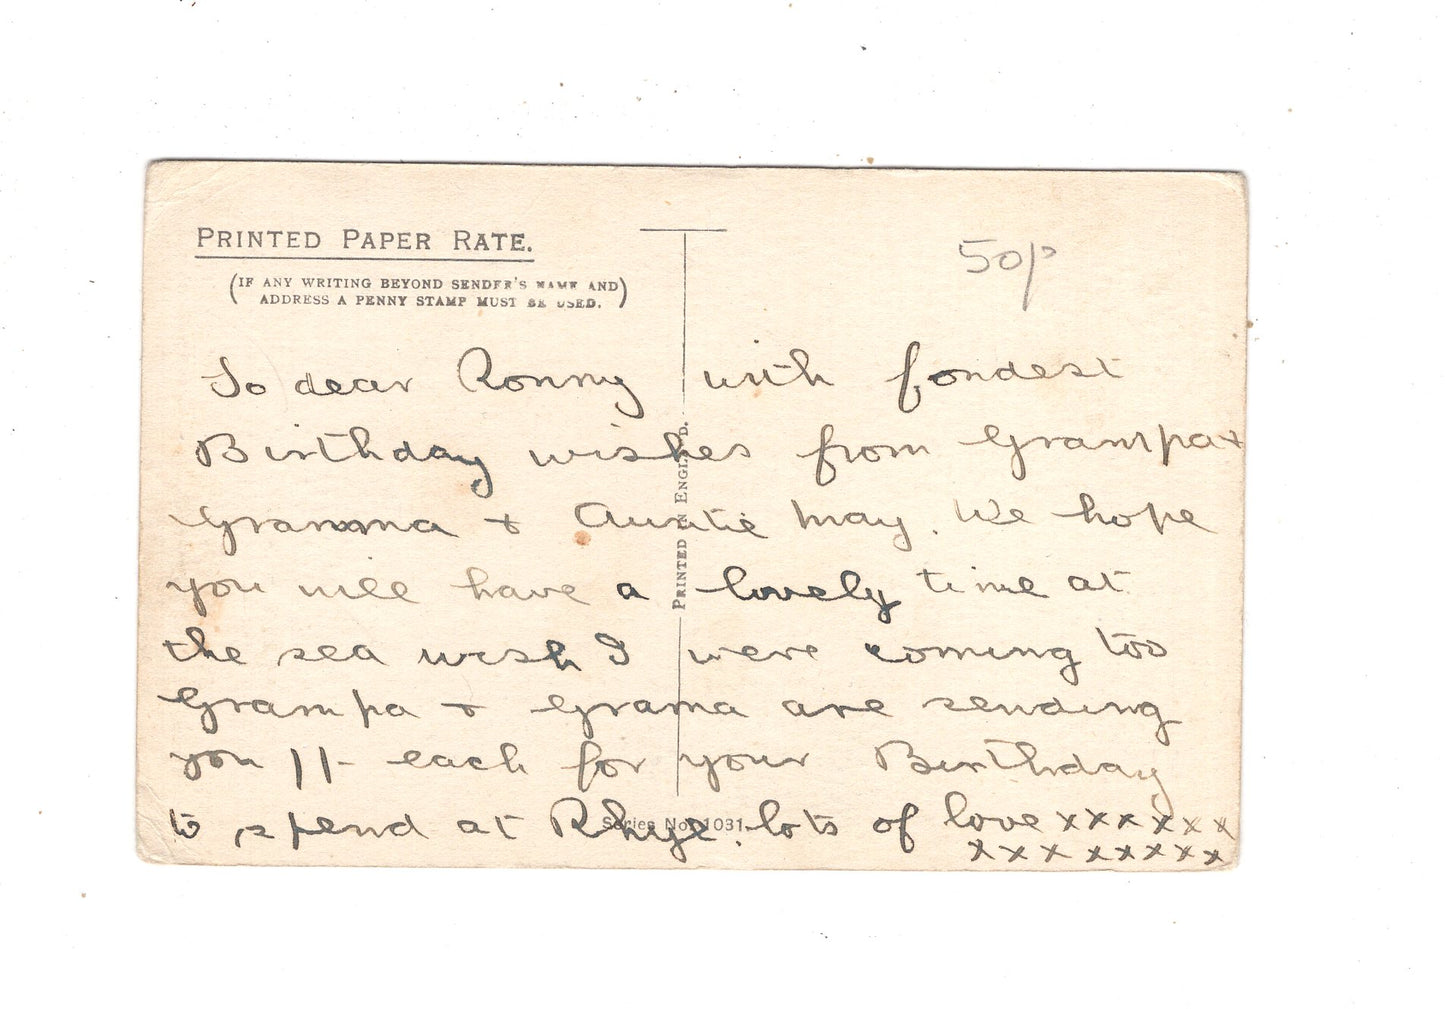 PRINTED PAPER RATE.
(IF ANY WRITING BEYOND SENDER'S NAME AND
ADDRESS A PENNY STAMP MUST BE USED.)
50p
PRINTED IN ENGLAND.
To dear Ronny with fondest
Birthday wishes from Grampa +
Gramma + Auntie May. We hope
you will have a lovely time at
the sea wish I were coming too
Grampa + Grama are sending
you 1/- each for your Birthday
to spend at Rhye. lots of love xxxxxx
xxxxxxxx
Series No. 1031.